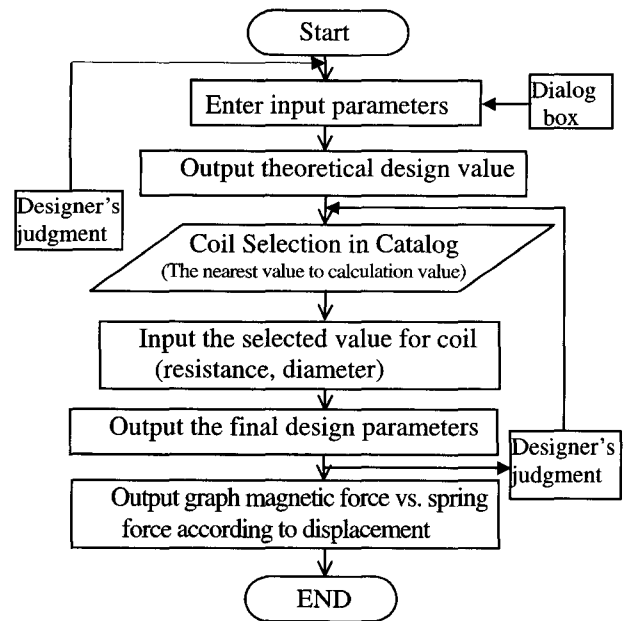 Start
Enter input parameters
Dialog
box
Output theoretical design value
Designer's
judgment
Coil Selection in Catalog
(The nearest value to calculation value)
Input the selected value for coil
(resistance, diameter)
Output the final design parameters
Designer's
judgment
Output graph magnetic force vs. spring
force according to displacement
END